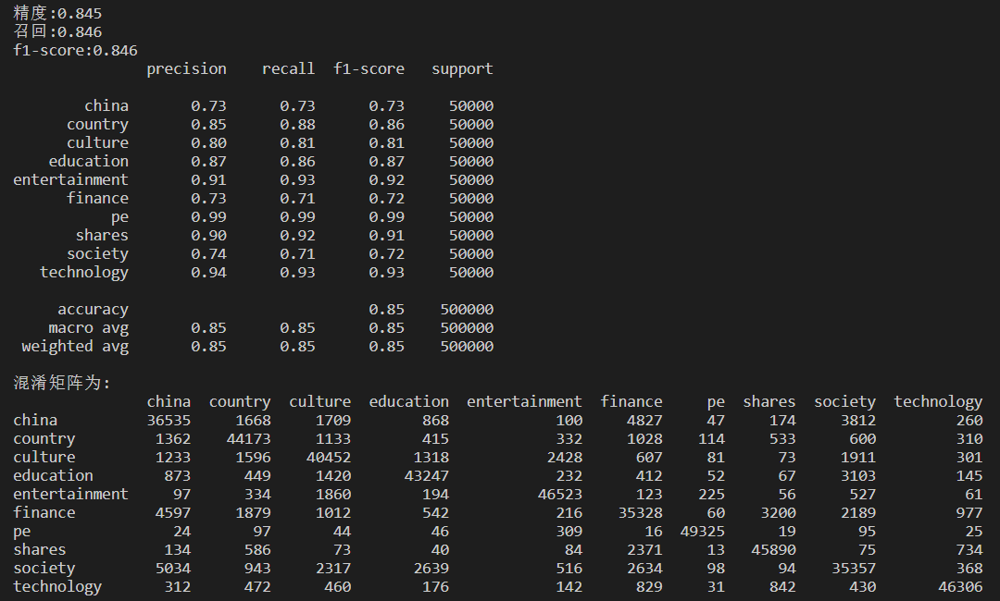 精度:0.845
召回:0.846
f1-score:0.846
precision recall f1-score support
china 0.73 0.73 0.73 50000
country 0.85 0.88 0.86 50000
culture 0.80 0.81 0.81 50000
education 0.87 0.86 0.87 50000
entertainment 0.91 0.93 0.92 50000
finance 0.73 0.71 0.72 50000
pe 0.99 0.99 0.99 50000
shares 0.90 0.92 0.91 50000
society 0.74 0.71 0.72 50000
technology 0.94 0.93 0.93 50000
accuracy 0.85 500000
macro avg 0.85 0.85 0.85 500000
weighted avg 0.85 0.85 0.85 500000
混淆矩阵为:
china country culture education entertainment finance pe shares society technology
china 36535 1668 1709 868 100 4827 47 174 3812 260
country 1362 44173 1133 415 332 1028 114 533 600 310
culture 1233 1596 40452 1318 2428 607 81 73 1911 301
education 873 449 1420 43247 232 412 52 67 3103 145
entertainment 97 334 1860 194 46523 123 225 56 527 61
finance 4597 1879 1012 542 216 35328 60 3200 2189 977
pe 24 97 44 46 309 16 49325 19 95 25
shares 134 586 73 40 84 2371 13 45890 75 734
society 5034 943 2317 2639 516 2634 98 94 35357 368
technology 312 472 460 176 142 829 31 842 430 46306